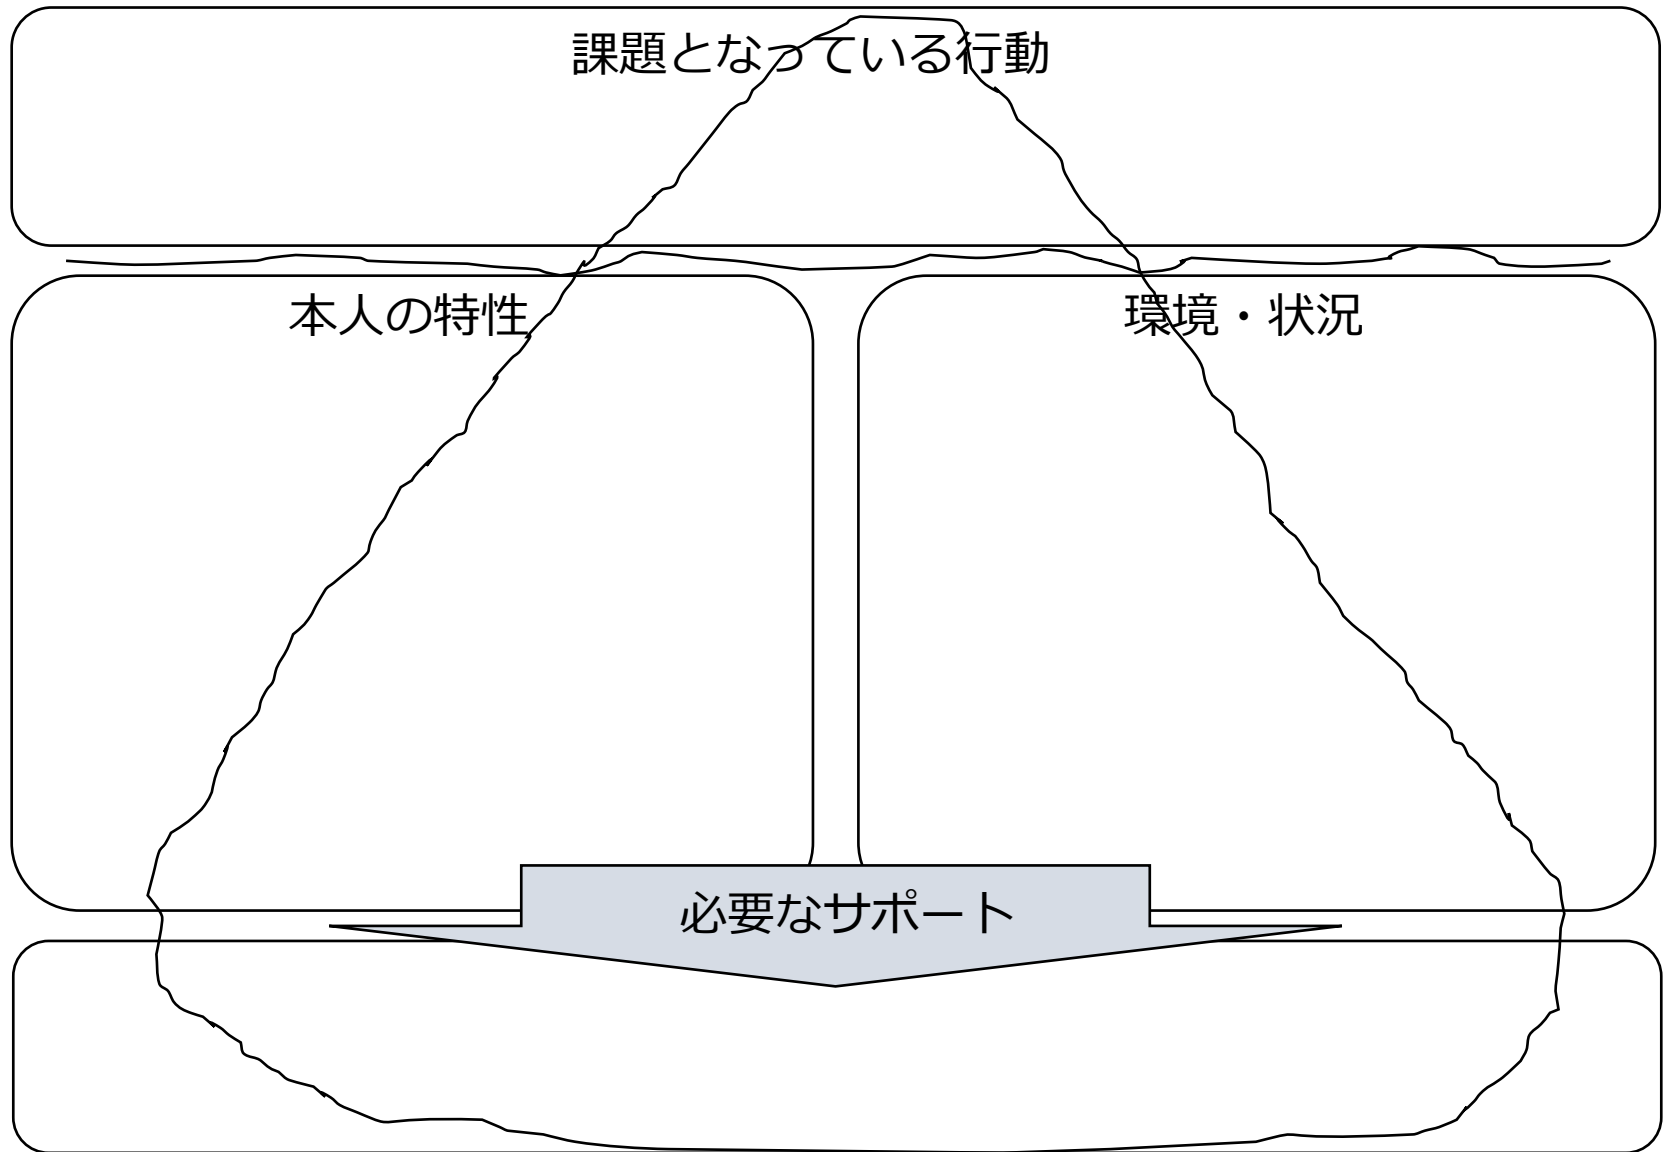 課題となっている行動
本人の特性
環境・状況
必要なサポート